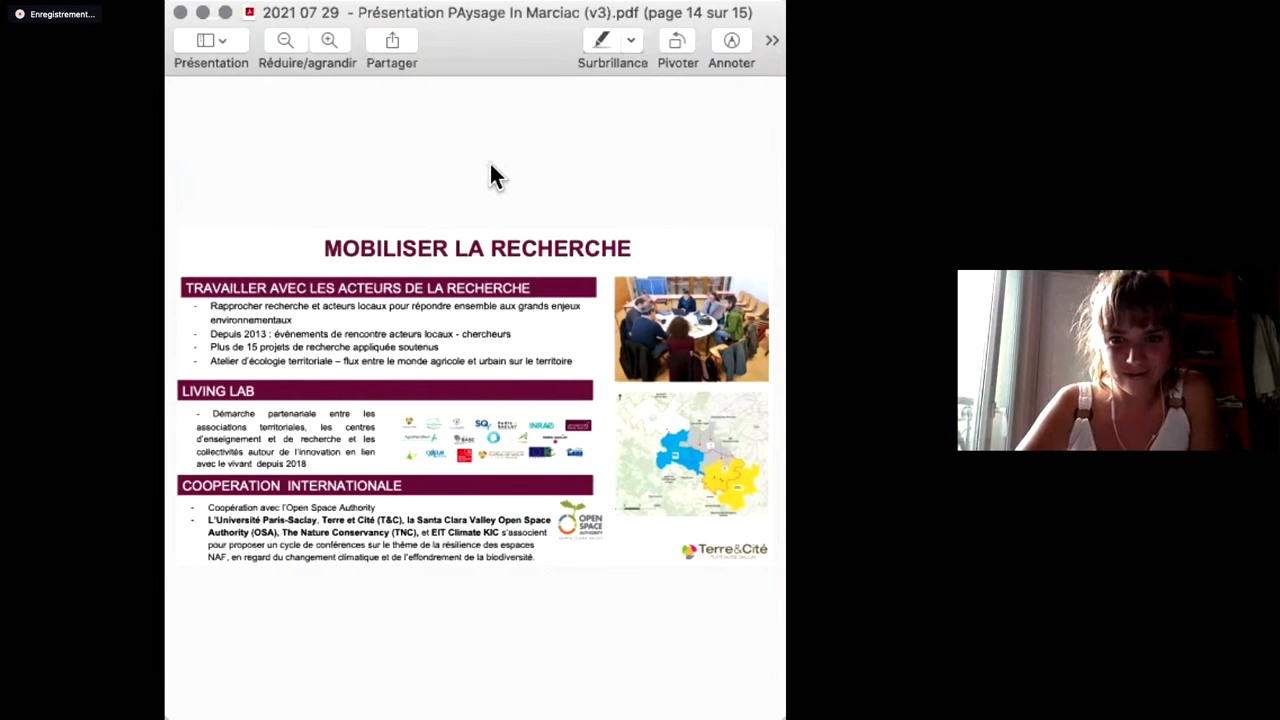 Enregistrement...
2021 07 29 - Présentation PAysage In Marciac (v3).pdf (page 14 sur 15)
Présentation
Réduire/agrandir
Partager
Surbrillance
Pivoter
Annoter
MOBILISER LA RECHERCHE
TRAVAILLER AVEC LES ACTEURS DE LA RECHERCHE
- Rapprocher recherche et acteurs locaux pour répondre ensemble aux grands enjeux
environnementaux
- Depuis 2013 : évènements de rencontre acteurs locaux - chercheurs
- Plus de 15 projets de recherche appliquée soutenus
- Atelier d'écologie territoriale – flux entre le monde agricole et urbain sur le territoire
LIVING LAB
- Démarche partenariale entre les
associations territoriales, les centres
d'enseignement et de recherche et les
collectivités autour de l'innovation en lien
avec le vivant depuis 2018
SQY
PARIS-SACLAY
INRAE
BASC
COOPERATION INTERNATIONALE
- Coopération avec l'Open Space Authority
- L'Université Paris-Saclay, Terre et Cité (T&C), la Santa Clara Valley Open Space
Authority (OSA), The Nature Conservancy (TNC), et EIT Climate KIC s'associent
pour proposer un cycle de conférences sur le thème de la résilience des espaces
NAF, en regard du changement climatique et de l'effondrement de la biodiversité.
OPEN
SPACE
AUTHORITY
Terre&Cité